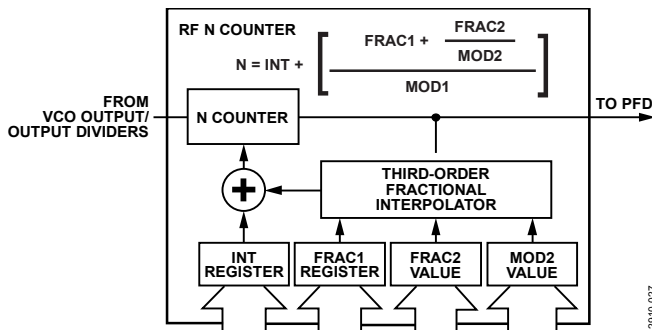 RF N COUNTER
N = INT +
FRAC1 +
FRAC2
MOD2
MOD1
FROM
VCO OUTPUT/
OUTPUT DIVIDERS
N COUNTER
TO PFD
THIRD-ORDER
FRACTIONAL
INTERPOLATOR
+
INT
REGISTER
FRAC1
REGISTER
FRAC2
VALUE
MOD2
VALUE